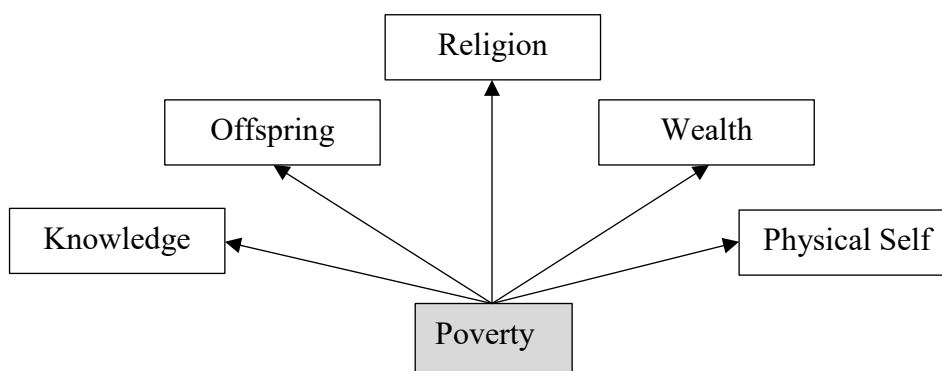 Religion
Offspring
Wealth
Knowledge
Physical Self
Poverty